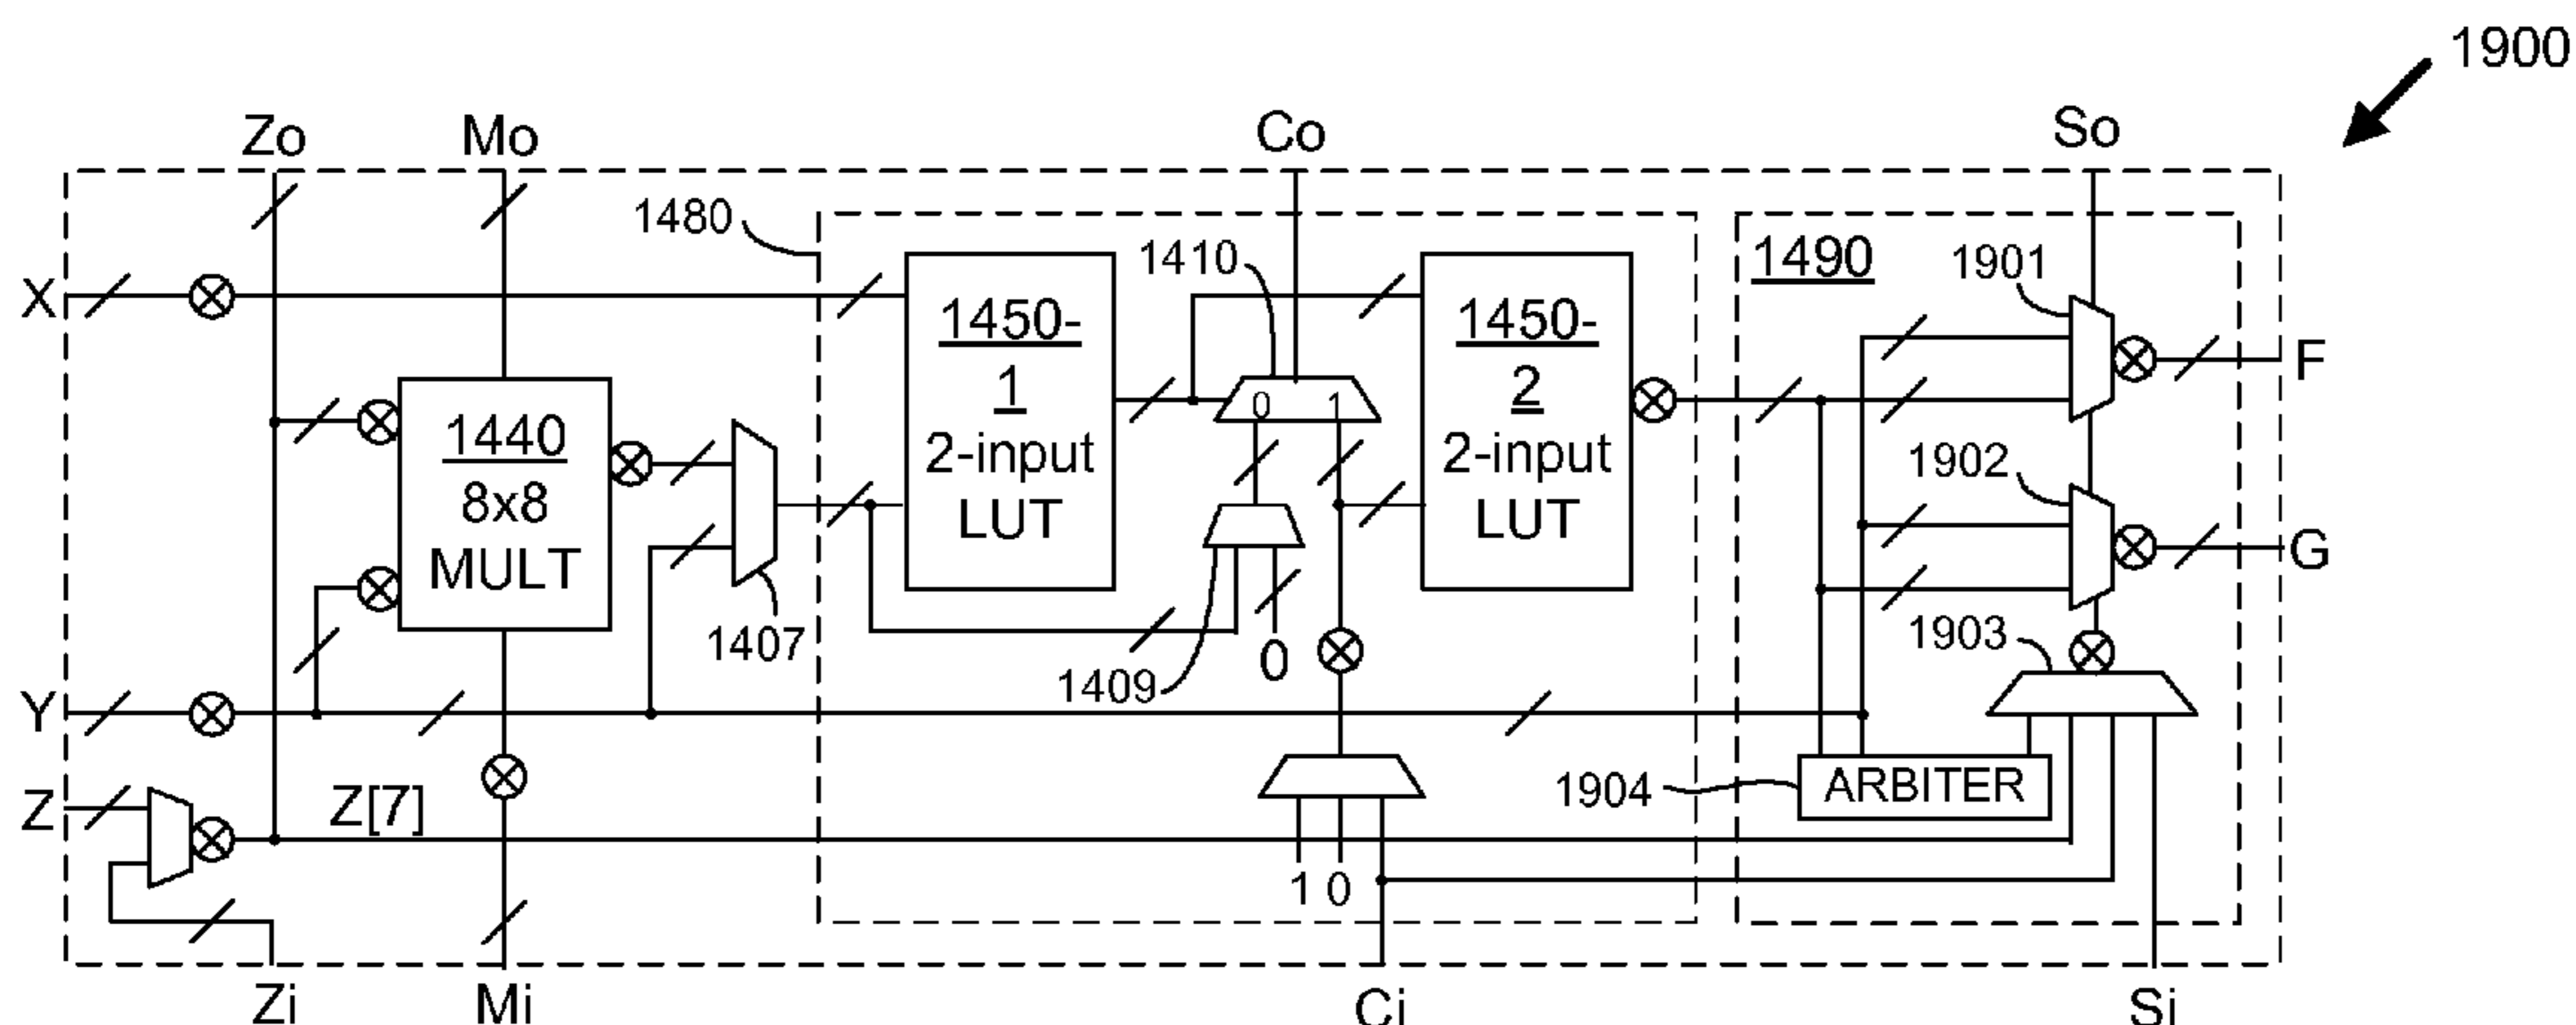 1900
Zo
Mo
Co
So
1480
1410
1490
1901
X
1450-
1
2-input
LUT
1450-
2
2-input
LUT
F
1440
8x8
MULT
0 1
1902
G
1407
1409
0
1903
Y
Z
Z[7]
1904
ARBITER
1 0
Zi
Mi
Ci
Si